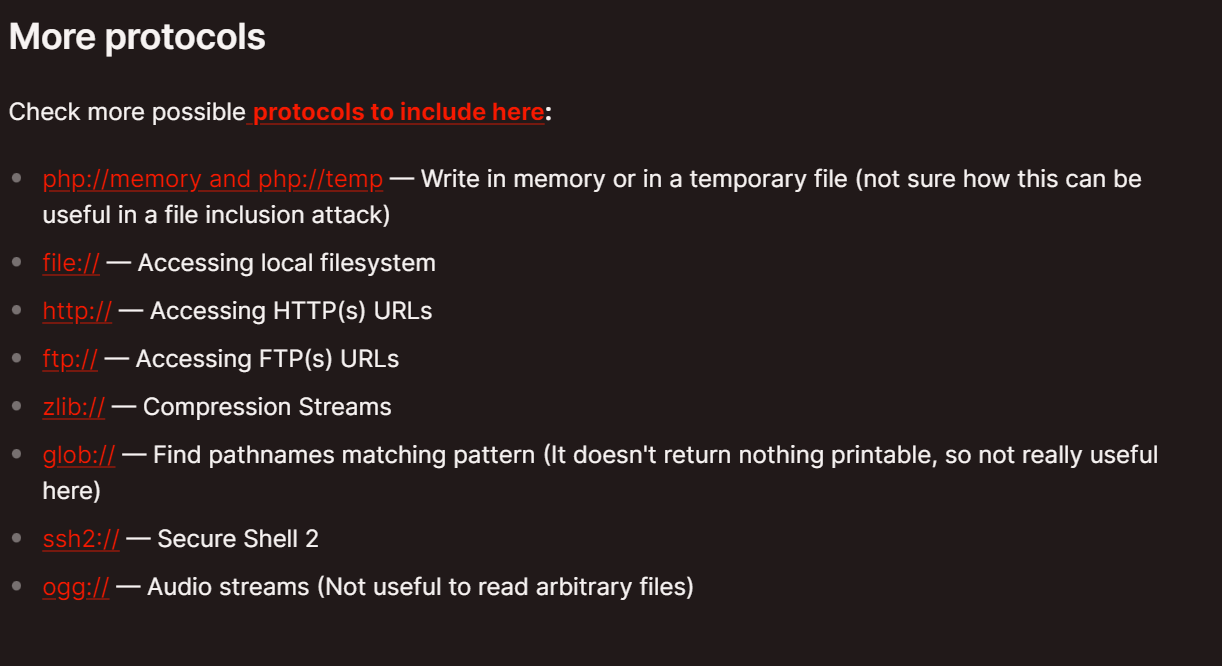 More protocols
Check more possible protocols to include here:
php://memory and php://temp — Write in memory or in a temporary file (not sure how this can be
useful in a file inclusion attack)
file:// — Accessing local filesystem
http:// — Accessing HTTP(s) URLs
ftp:// — Accessing FTP(s) URLs
zlib:// — Compression Streams
glob:// — Find pathnames matching pattern (It doesn't return nothing printable, so not really useful
here)
ssh2:// — Secure Shell 2
ogg:// — Audio streams (Not useful to read arbitrary files)